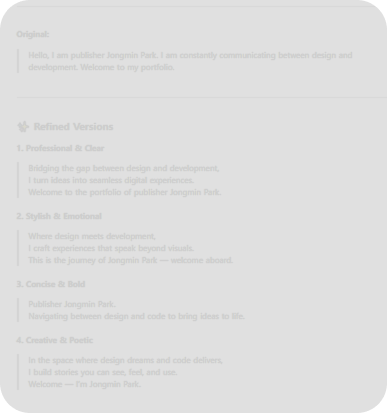 Original:
Hello, I am publisher Jongmin Park. I am constantly communicating between design and
development. Welcome to my portfolio.
Refined Versions
1. Professional & Clear
Bridging the gap between design and development,
I turn ideas into seamless digital experiences.
Welcome to the portfolio of publisher Jongmin Park.
2. Stylish & Emotional
Where design meets development,
I craft experiences that speak beyond visuals.
This is the journey of Jongmin Park — welcome aboard.
3. Concise & Bold
Publisher Jongmin Park.
Navigating between design and code to bring ideas to life.
4. Creative & Poetic
In the space where design dreams and code delivers,
I build stories you can see, feel, and use.
Welcome — I'm Jongmin Park.